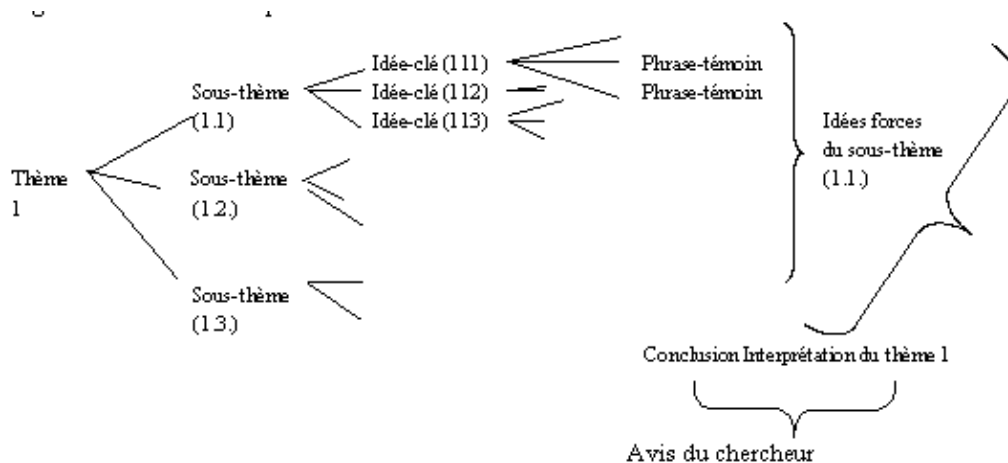 Idée-clé (111)
Phrase-témoin
Sous-thème
Idée-clé (112)
Phrase-témoin
(1.1)
Idée-clé (113)
Idées forces
du sous-thème
(1.1.)
Thème
1
Sous-thème
(1.2.)
Sous-thème
(1.3.)
Conclusion Interprétation du thème 1
Avis du chercheur